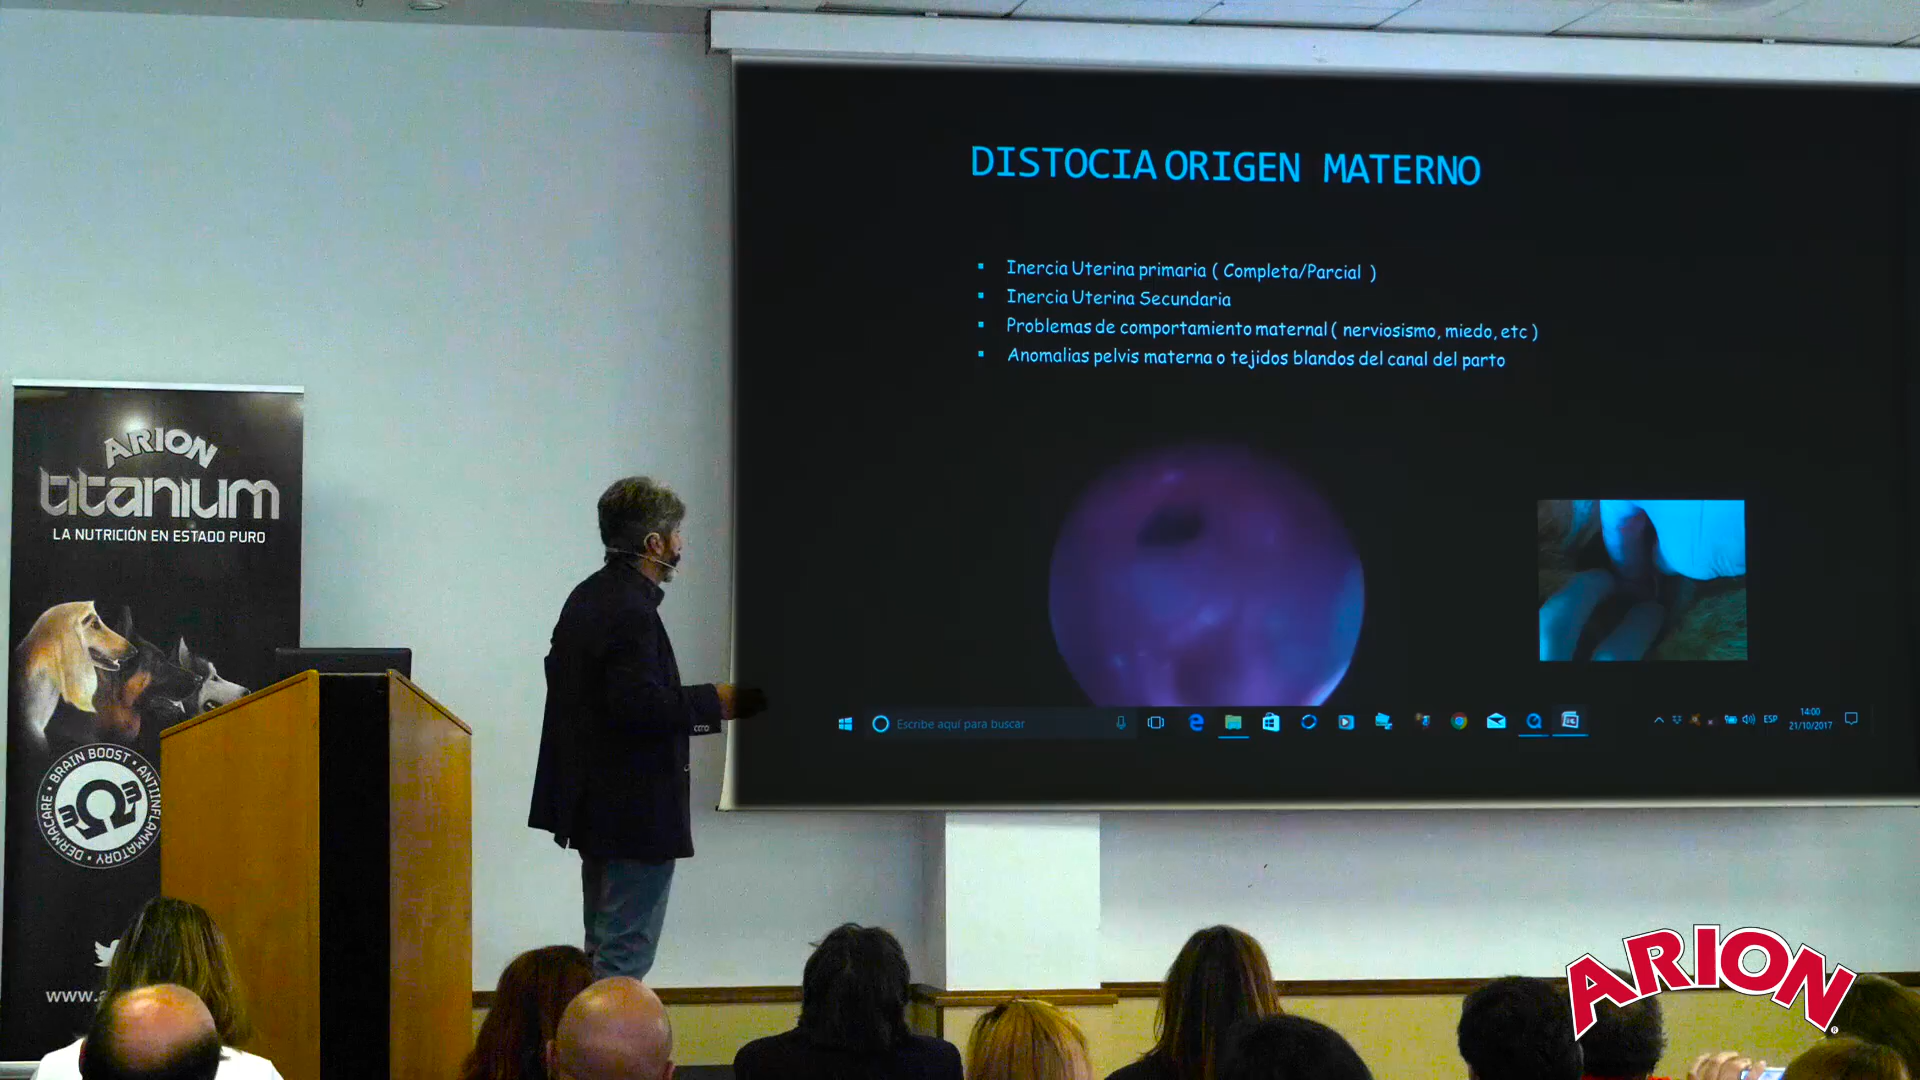 DISTOCIA ORIGEN MATERNO
▪ Inercia Uterina primaria ( Completa/Parcial )
▪ Inercia Uterina Secundaria
▪ Problemas de comportamiento maternal ( nerviosismo, miedo, etc )
▪ Anomalias pelvis materna o tejidos blandos del canal del parto
Escribe aquí para buscar
ESP
14:00
21/10/2017
ARION
titanium
LA NUTRICIÓN EN ESTADO PURO
BRAIN BOOST • ANTIINFLAMMATORY • DERMACARE •
3Ω3
www.a
ARION